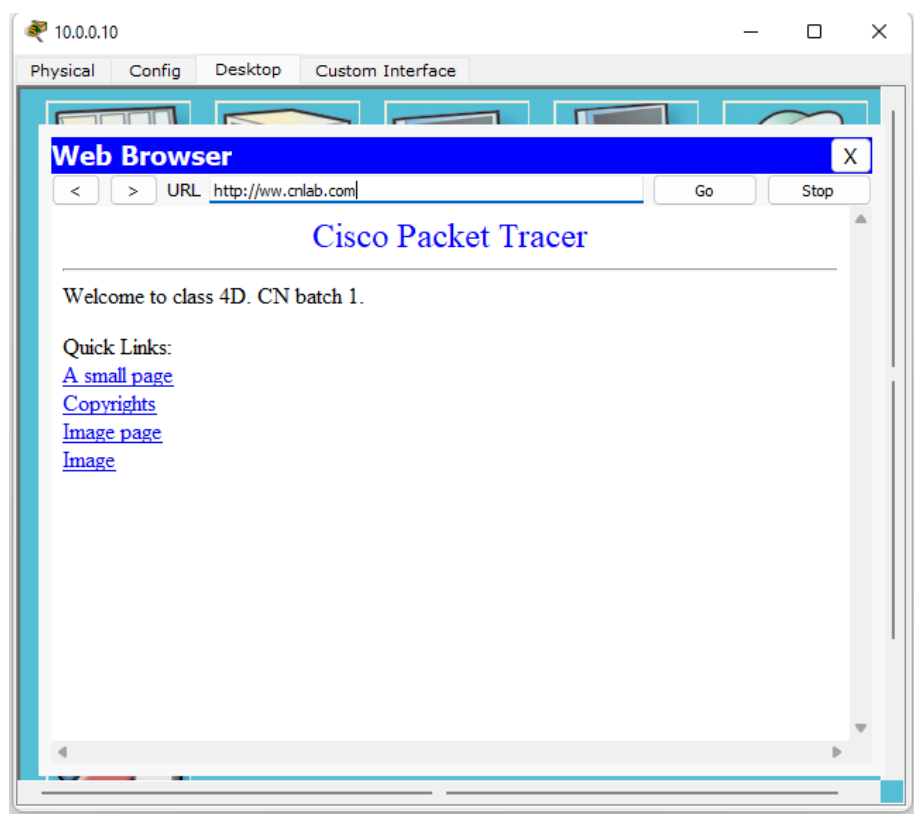 10.0.0.10
Physical Config Desktop Custom Interface
Web Browser X
< > URL http://ww.cnlab.com Go Stop
Cisco Packet Tracer
Welcome to class 4D. CN batch 1.
Quick Links:
A small page
Copyrights
Image page
Image